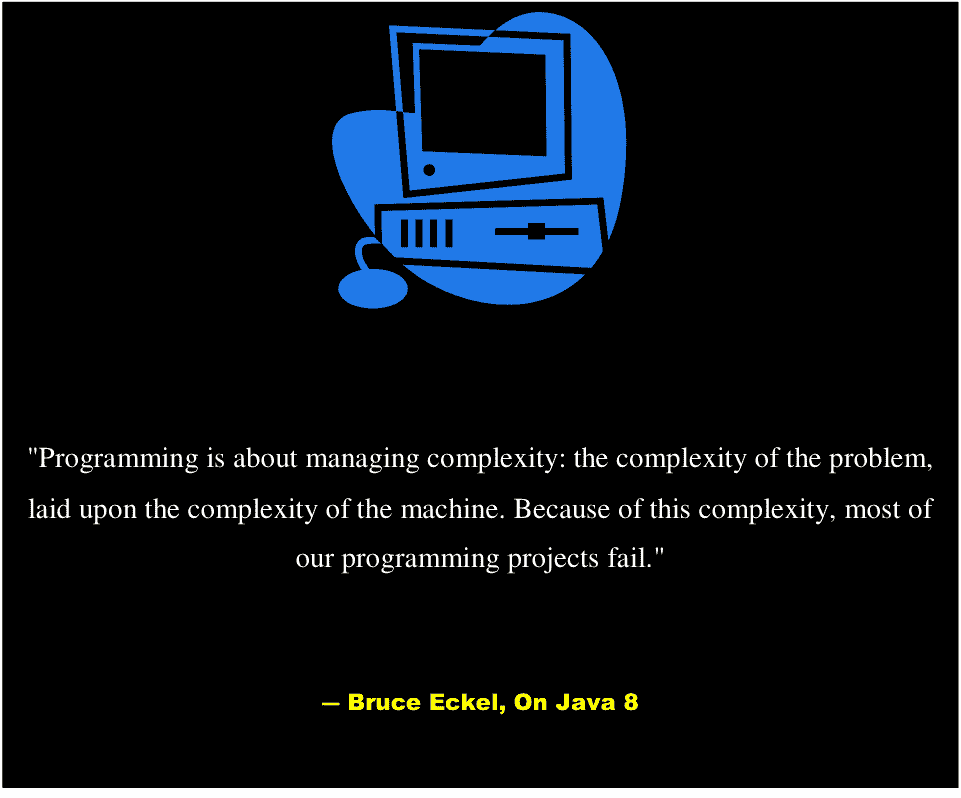 "Programming is about managing complexity: the complexity of the problem,
laid upon the complexity of the machine. Because of this complexity, most of
our programming projects fail."
— Bruce Eckel, On Java 8